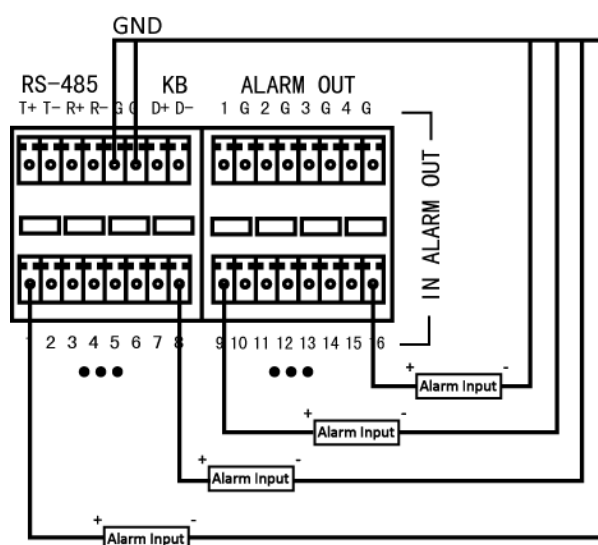 GND
RS-485 KB ALARM OUT
T+ T- R+ R- G G D+ D- 1 G 2 G 3 G 4 G
IN ALARM OUT
1 2 3 4 5 6 7 8 9 10 11 12 13 14 15 16
+ Alarm Input -
+ Alarm Input -
+ Alarm Input -
+ Alarm Input -